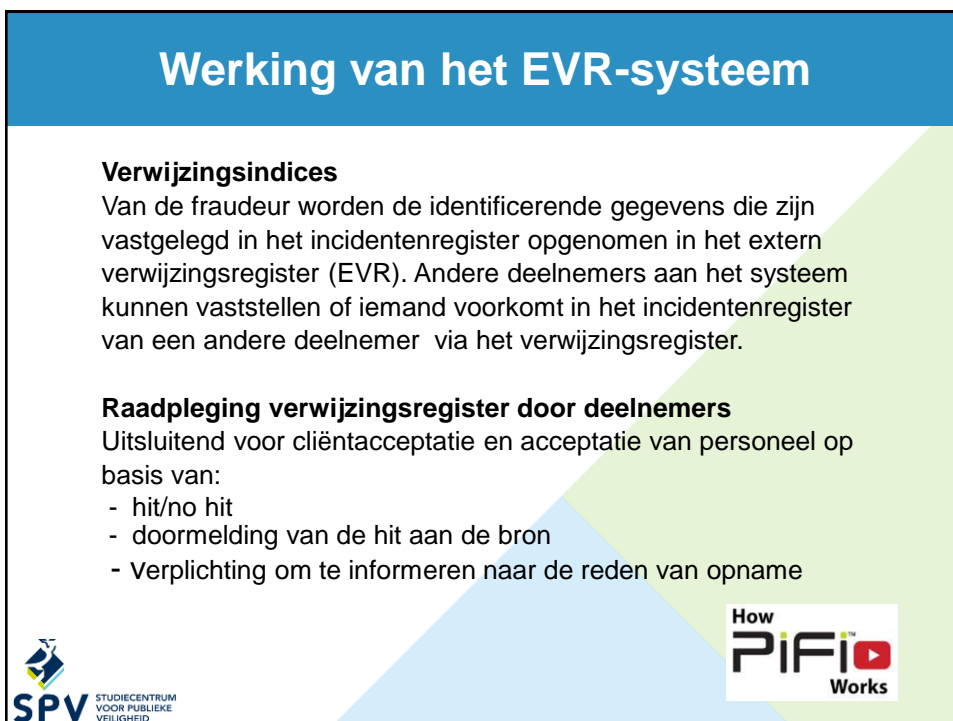 Werking van het EVR-systeem
Verwijzingsindices
Van de fraudeur worden de identificerende gegevens die zijn
vastgelegd in het incidentenregister opgenomen in het extern
verwijzingsregister (EVR). Andere deelnemers aan het systeem
kunnen vaststellen of iemand voorkomt in het incidentenregister
van een andere deelnemer via het verwijzingsregister.
Raadpleging verwijzingsregister door deelnemers
Uitsluitend voor cliëntacceptatie en acceptatie van personeel op
basis van:
- hit/no hit
- doormelding van de hit aan de bron
- verplichting om te informeren naar de reden van opname
How
PiFi™
Works
SPV STUDIECENTRUM
VOOR PUBLIEKE
VEILIGHEID